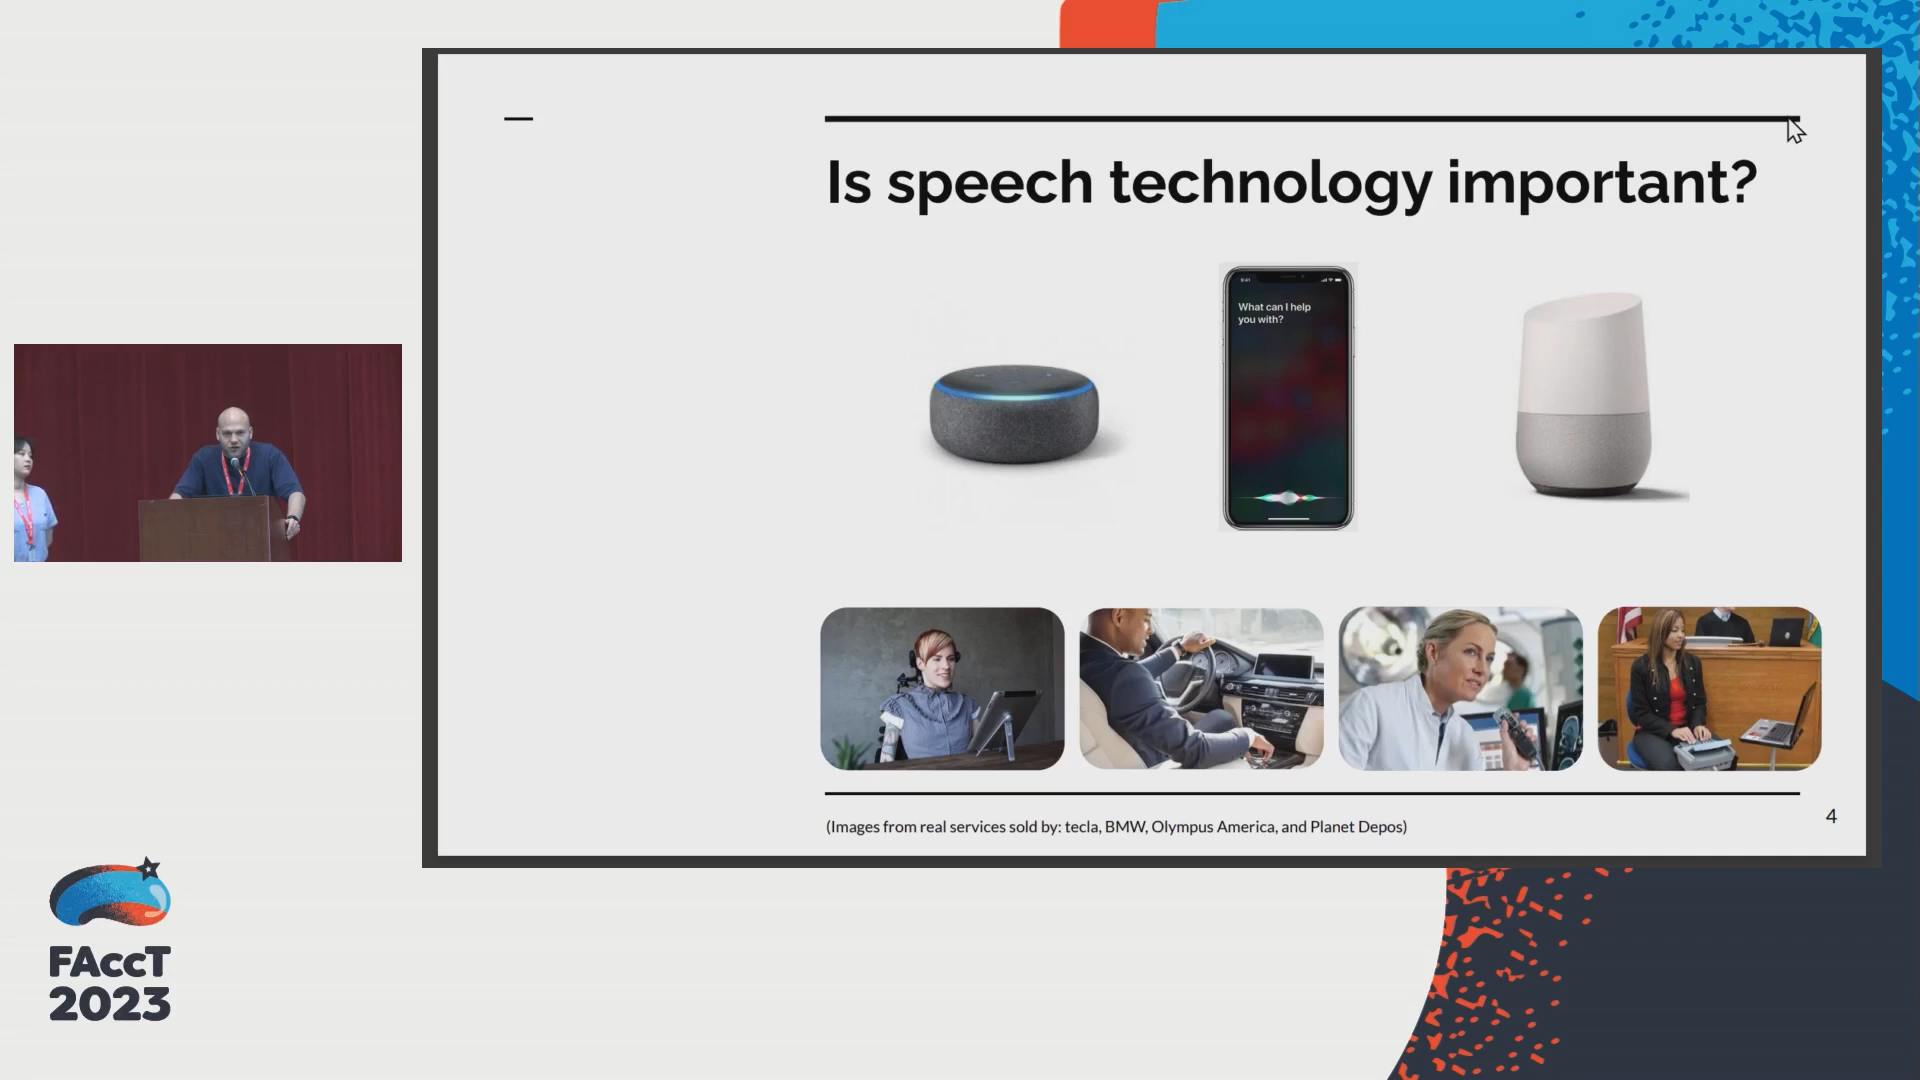 Is speech technology important?
What can I help
you with?
(Images from real services sold by: tecla, BMW, Olympus America, and Planet Depos)
4
FAccT
2023